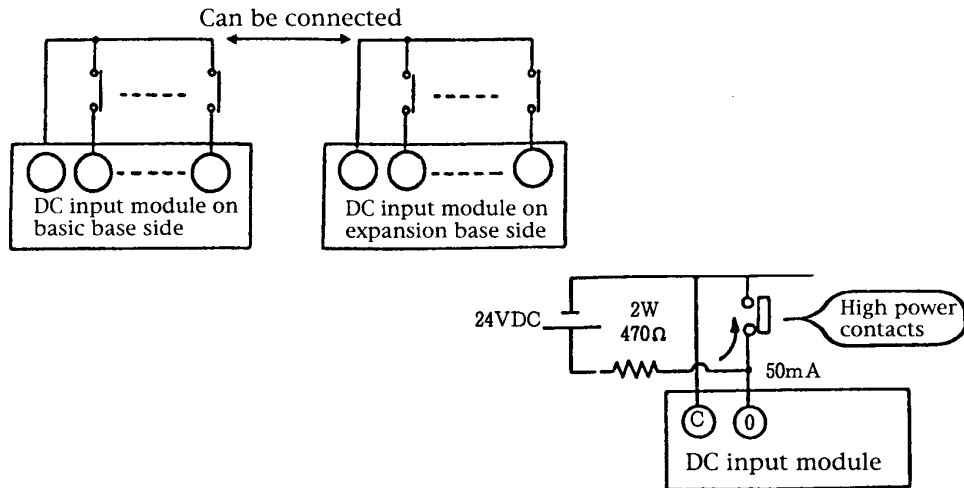 Can be connected
DC input module on
basic base side
DC input module on
expansion base side
24VDC
2W
470Ω
High power
contacts
50mA
C
0
DC input module